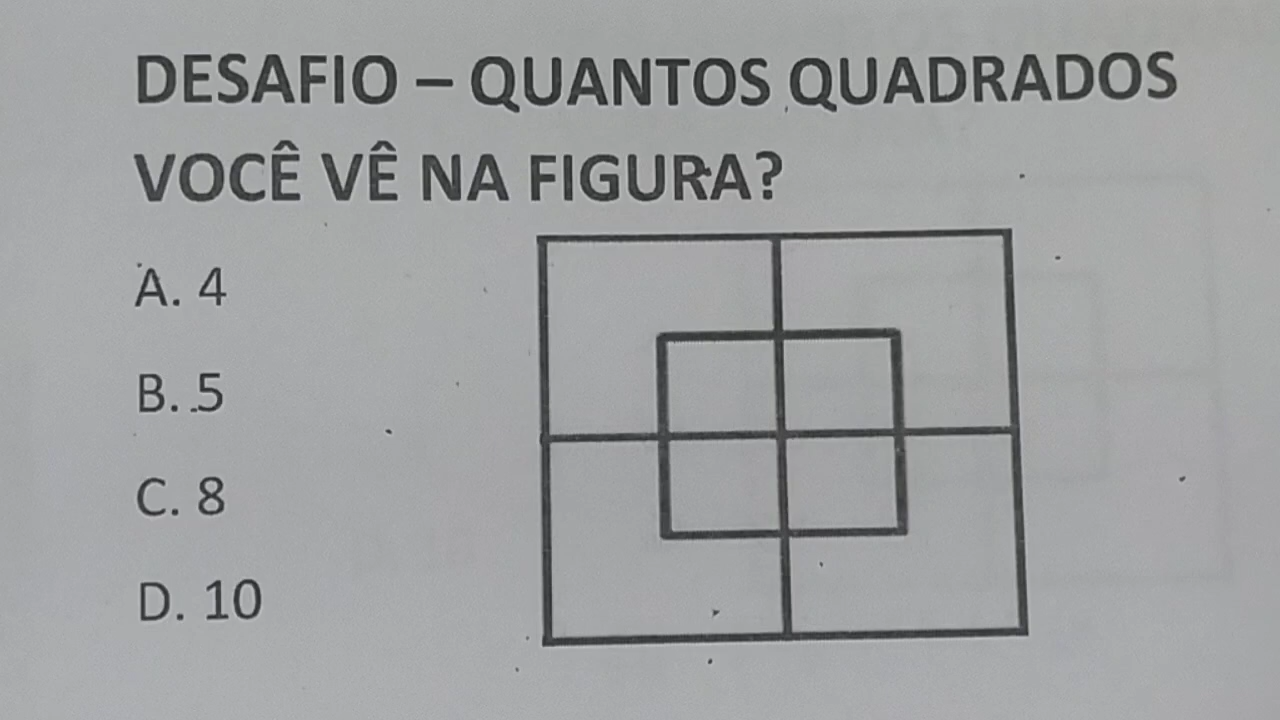 DESAFIO – QUANTOS QUADRADOS
VOCÊ VÊ NA FIGURA?
A. 4
B. 5
C. 8
D. 10